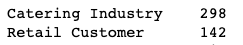 Catering Industry    298
Retail Customer      142